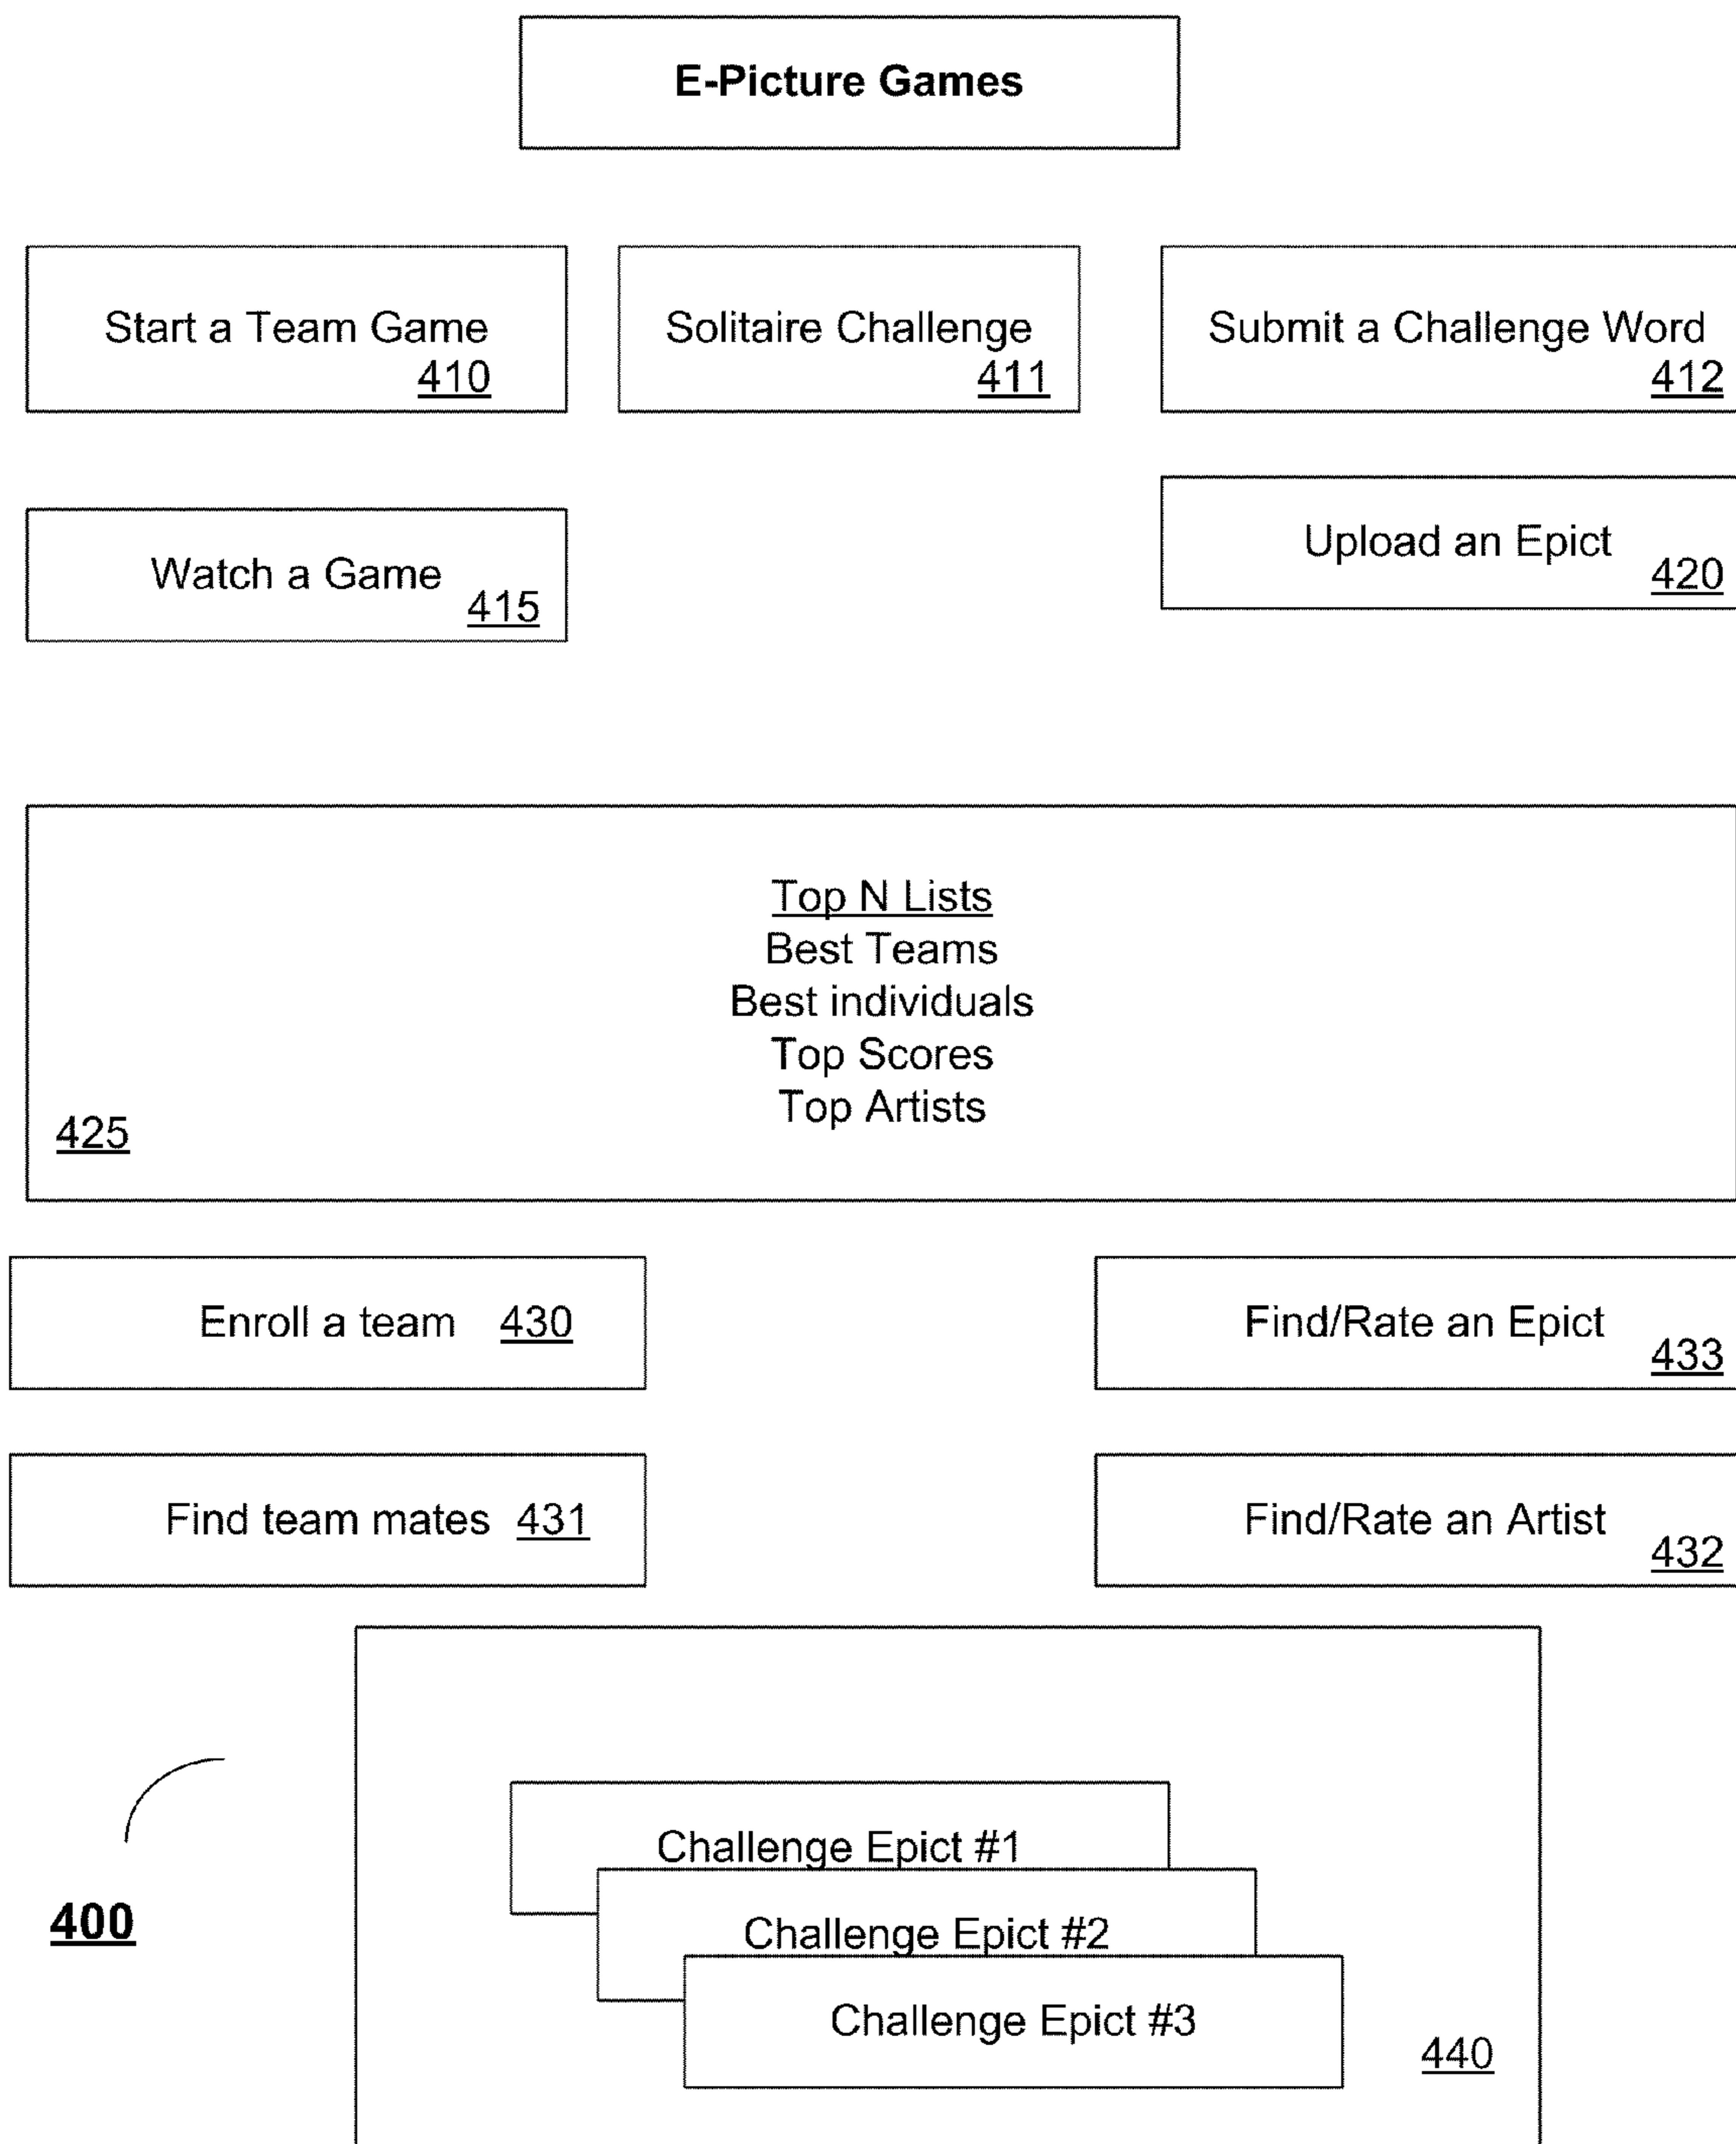 E-Picture Games
Start a Team Game
410
Solitaire Challenge
411
Submit a Challenge Word
412
Watch a Game
415
Upload an Epict
420
Top N Lists
Best Teams
Best individuals
Top Scores
Top Artists
425
Enroll a team 430
Find/Rate an Epict
433
Find team mates 431
Find/Rate an Artist
432
400
Challenge Epict #1
Challenge Epict #2
Challenge Epict #3
440